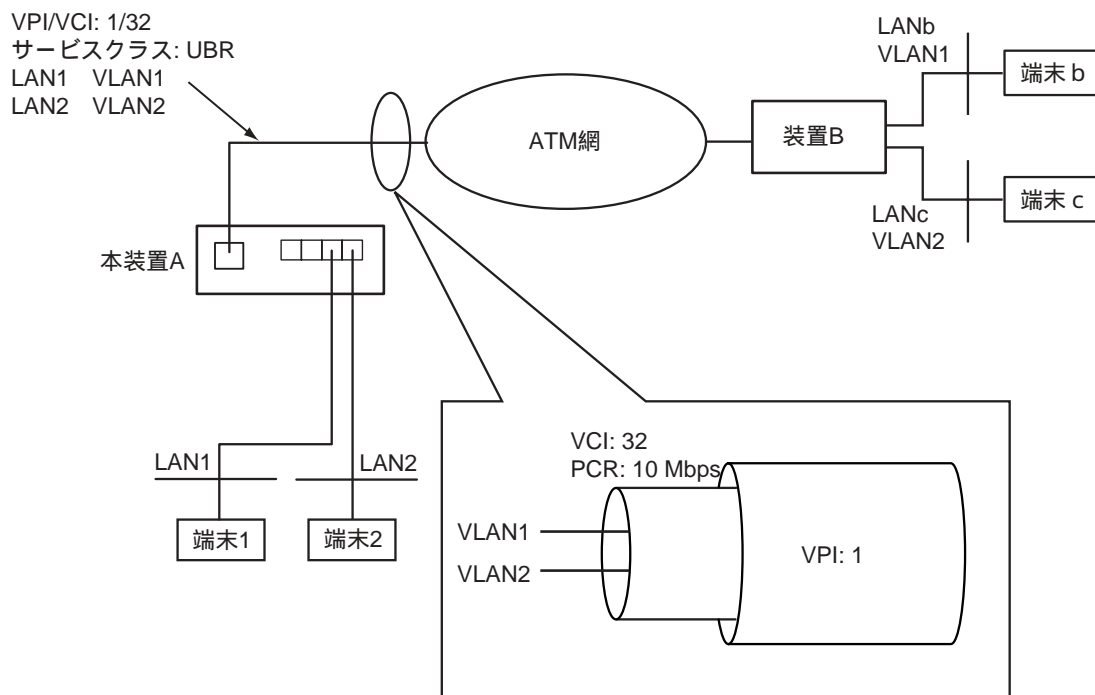 VPI/VCI: 1/32
サービスクラス: UBR
LAN1 VLAN1
LAN2 VLAN2
ATM網
装置B
LANb
VLAN1
端末 b
LANc
VLAN2
端末 c
本装置A
LAN1
LAN2
端末1
端末2
VCI: 32
PCR: 10 Mbps
VLAN1
VLAN2
VPI: 1